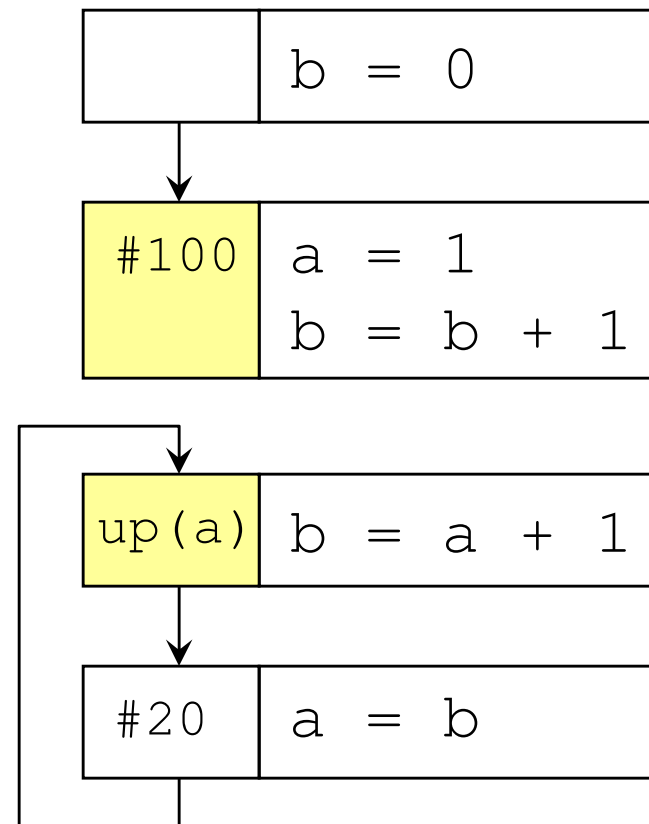 b = 0
#100 a = 1
b = b + 1
up(a) b = a + 1
#20 a = b